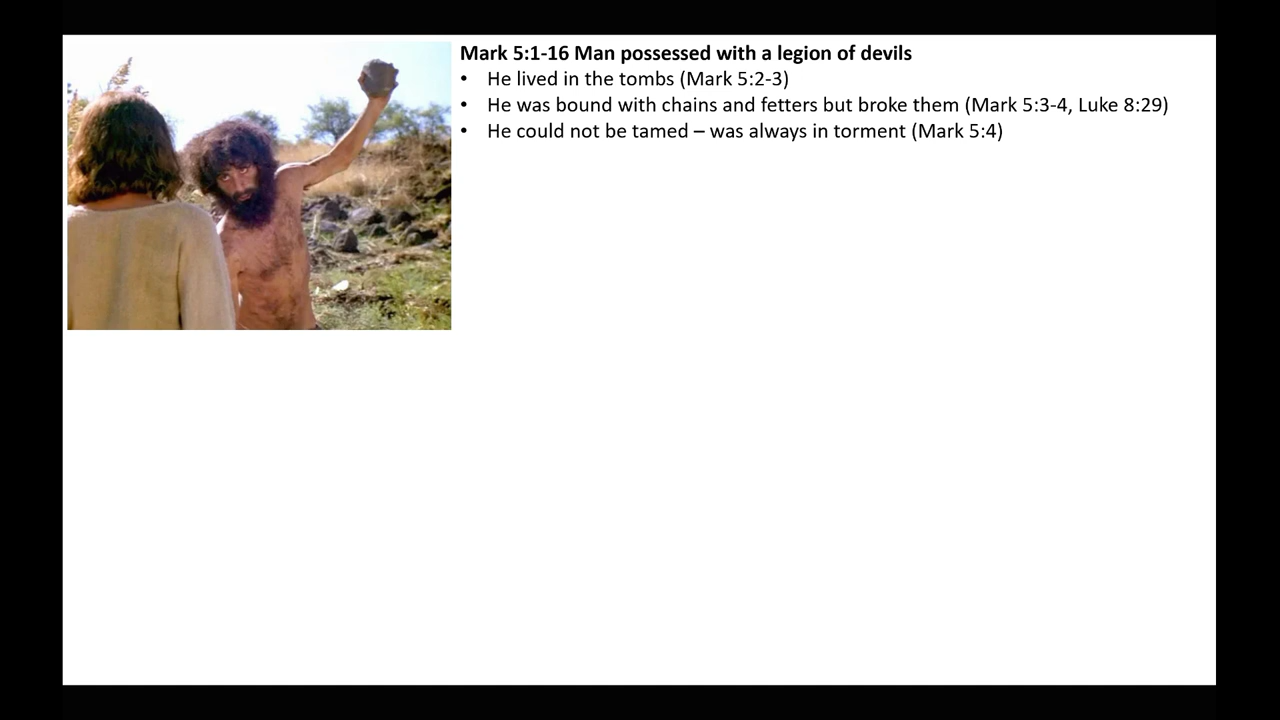 Mark 5:1-16 Man possessed with a legion of devils
• He lived in the tombs (Mark 5:2-3)
• He was bound with chains and fetters but broke them (Mark 5:3-4, Luke 8:29)
• He could not be tamed – was always in torment (Mark 5:4)